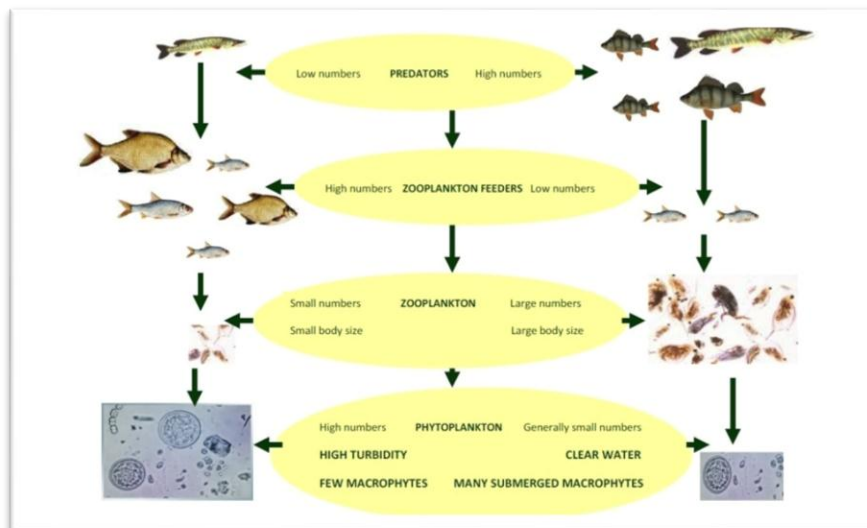 Low numbers PREDATORS High numbers
High numbers ZOOPLANKTON FEEDERS Low numbers
Small numbers ZOOPLANKTON Large numbers
Small body size Large body size
High numbers PHYTOPLANKTON Generally small numbers
HIGH TURBIDITY CLEAR WATER
FEW MACROPHYTES MANY SUBMERGED MACROPHYTES